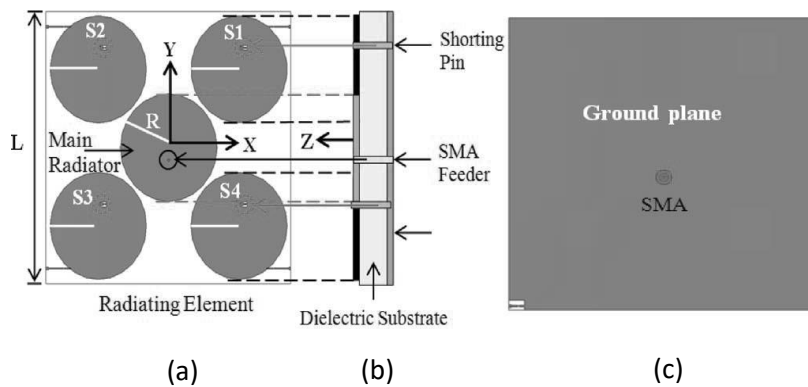 S2
S1
Y
Shorting
Pin
Ground plane
R
L
Main
Radiator
X
Z
SMA
Feeder
SMA
S3
S4
Radiating Element
Dielectric Substrate
(a)
(b)
(c)